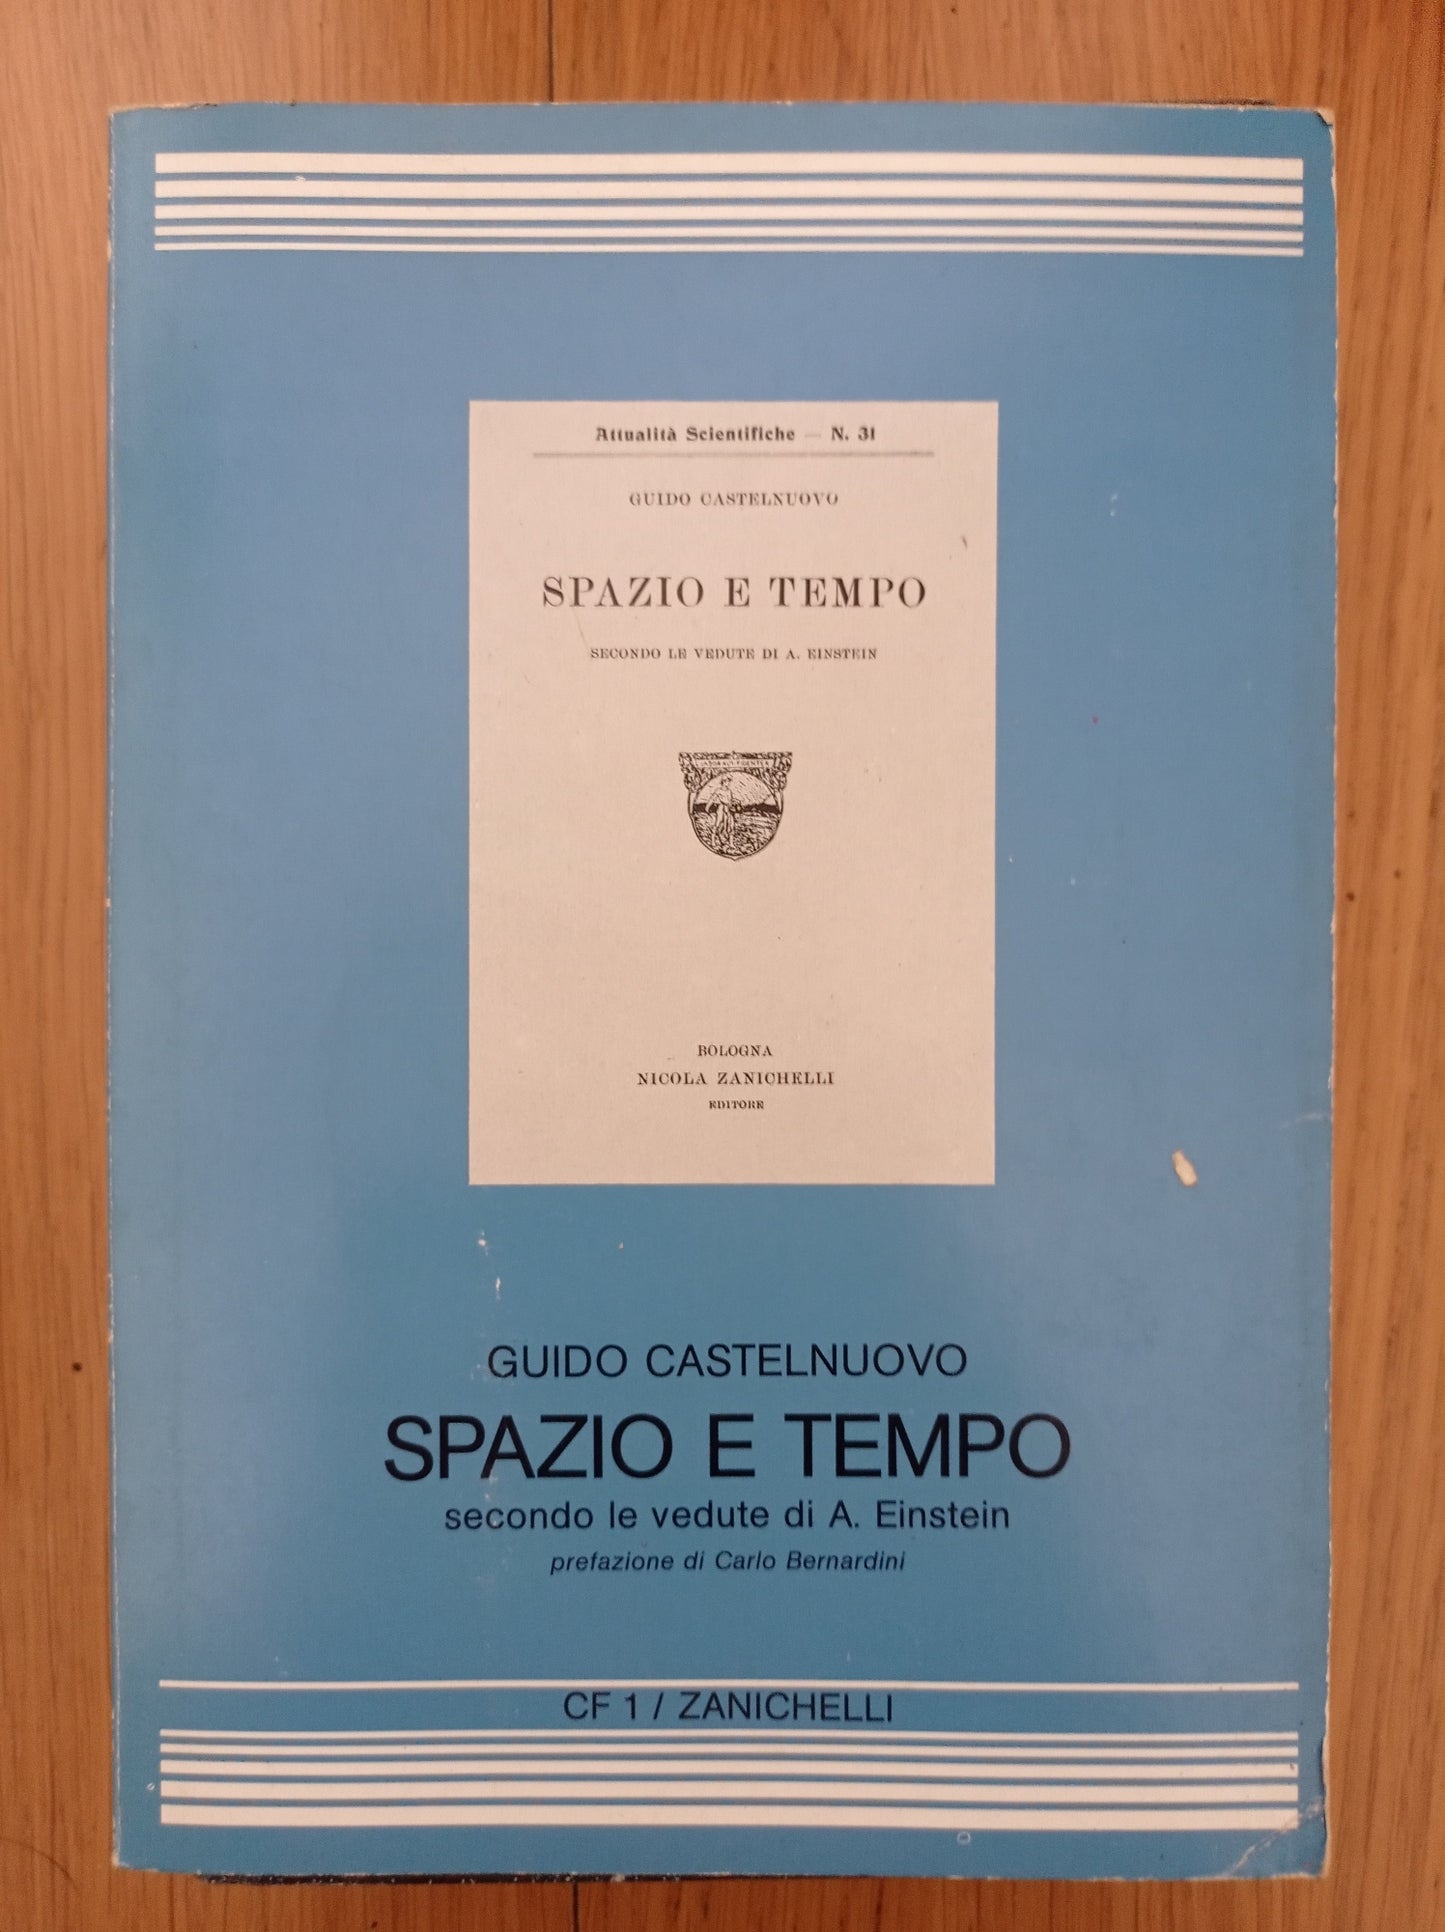 Attualità Scientifiche — N. 31
GUIDO CASTELNUOVO
SPAZIO E TEMPO
SECONDO LE VEDUTE DI A. EINSTEIN
BOLOGNA
NICOLA ZANICHELLI
EDITORE
GUIDO CASTELNUOVO
SPAZIO E TEMPO
secondo le vedute di A. Einstein
prefazione di Carlo Bernardini
CF 1 / ZANICHELLI